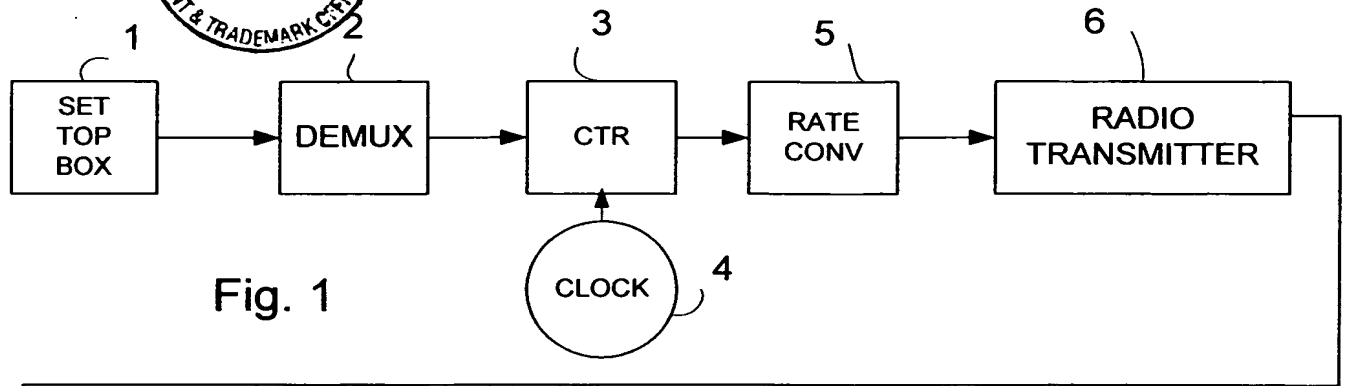 & TRADEMARK
1
2
3
5
6
SET
TOP
BOX
DEMUX
CTR
RATE
CONV
RADIO
TRANSMITTER
CLOCK
4
Fig. 1